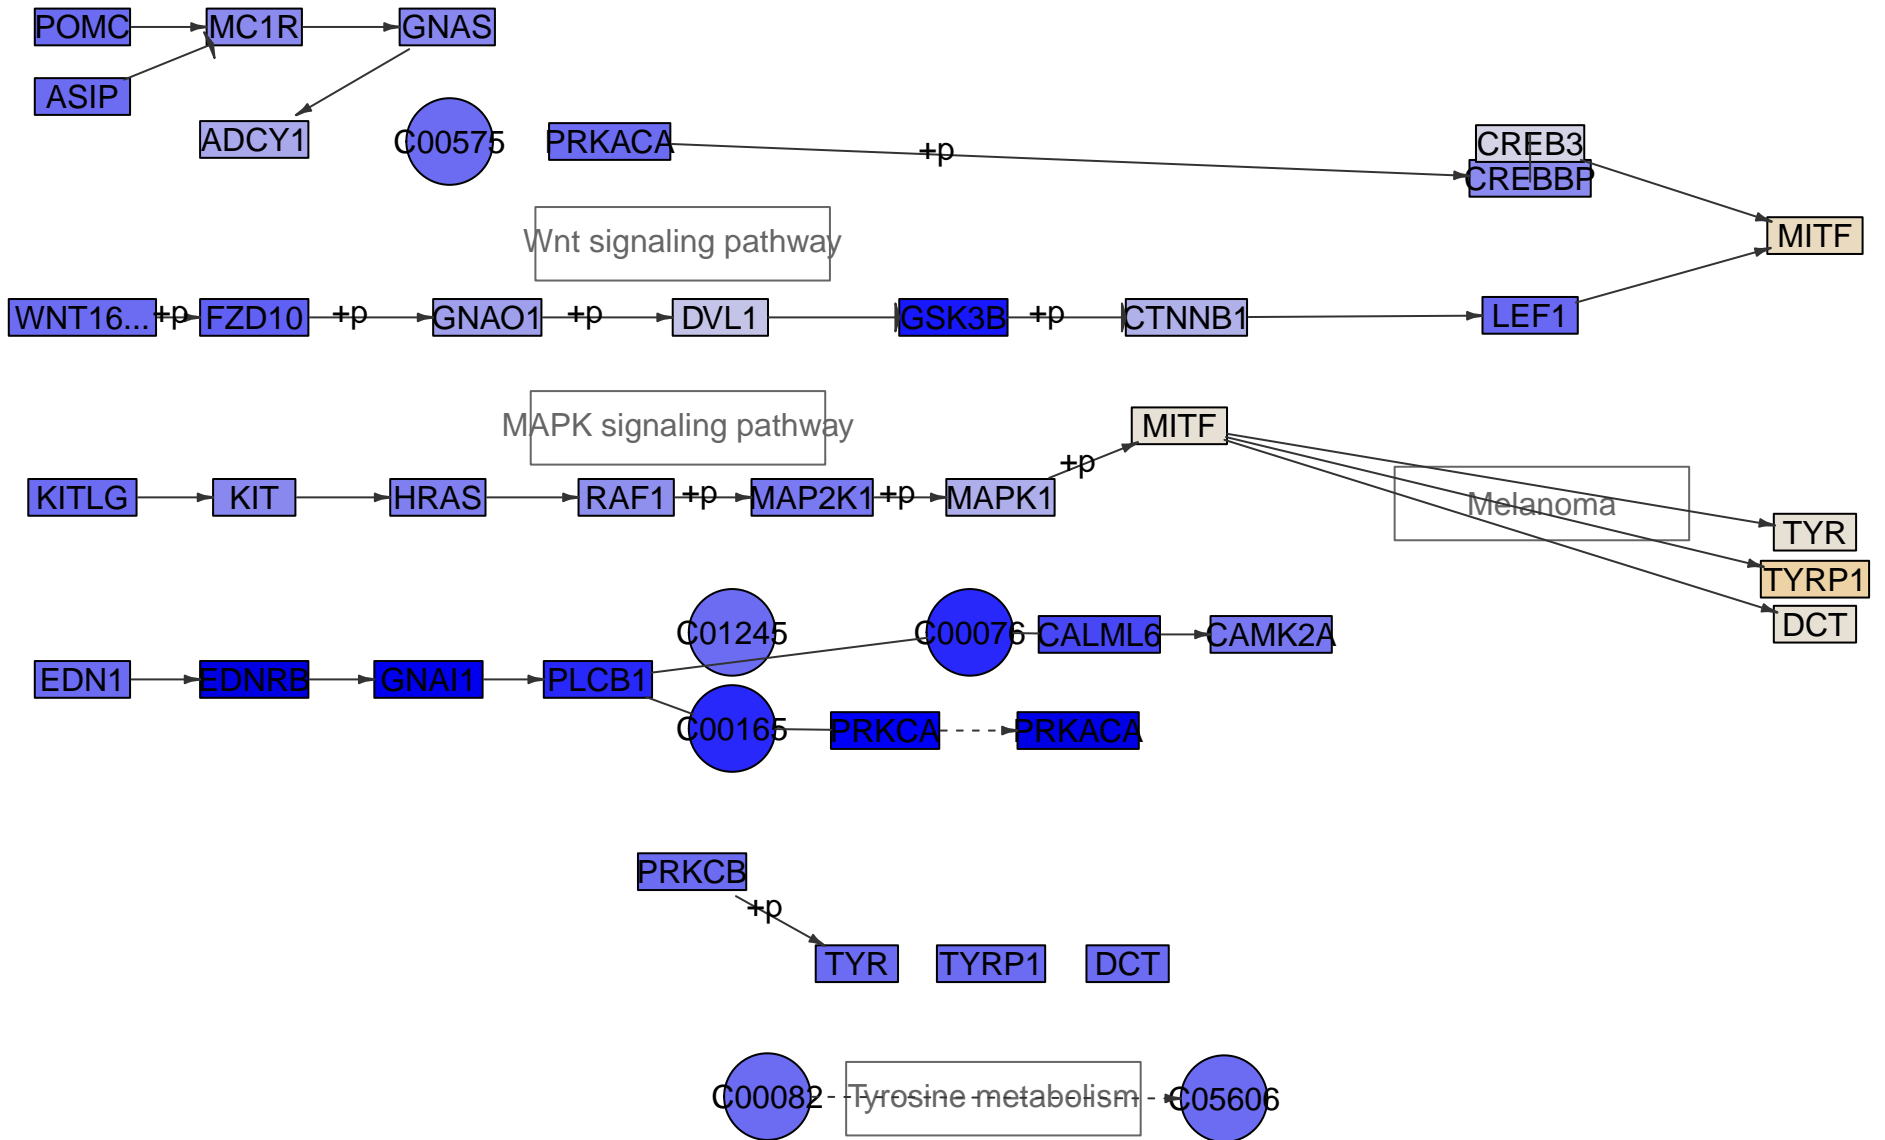 POMC
MC1R
GNAS
ASIP
ADCY1
C00575
PRKACA
+p
CREB3
CREBBP
Wnt signaling pathway
MITF
WNT16...
+p
FZD10
+p
GNAO1
+p
DVL1
GSK3B
+p
CTNNB1
LEF1
MAPK signaling pathway
MITF
+p
KITLG
KIT
HRAS
RAF1
+p
MAP2K1
+p
MAPK1
Melanoma
TYR
TYRP1
DCT
C01245
C00076
CALML6
CAMK2A
EDN1
EDNRB
GNAI1
PLCB1
C00165
PRKCA
PRKACA
PRKCB
+p
TYR
TYRP1
DCT
C00082
Tyrosine metabolism
C05606